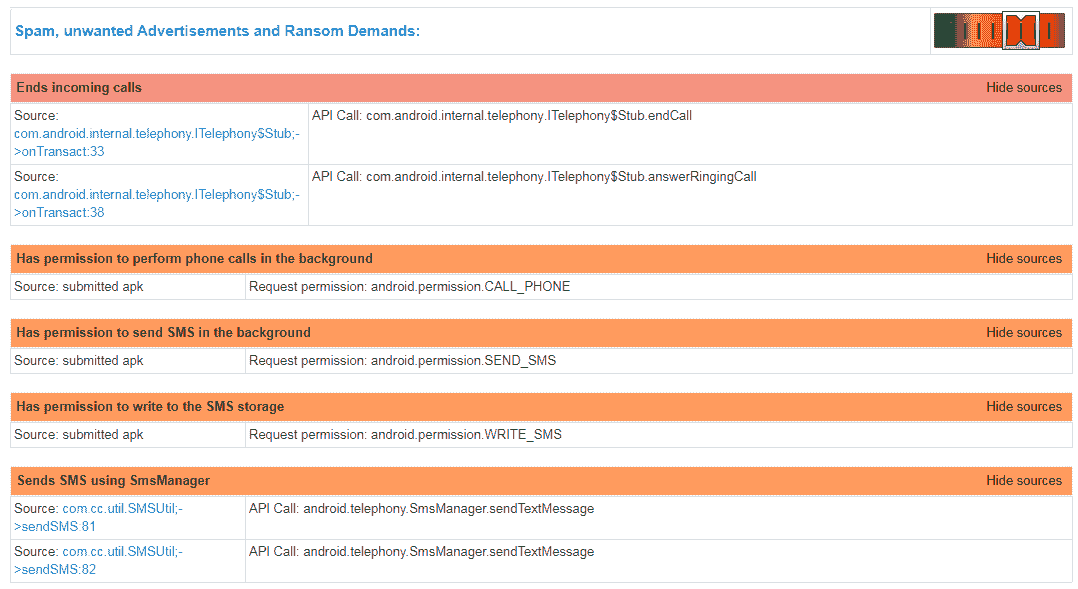 Spam, unwanted Advertisements and Ransom Demands:
Ends incoming calls Hide sources
Source: API Call: com.android.internal.telephony.ITelephony$Stub.endCall
com.android.internal.telephony.ITelephony$Stub;-
>onTransact:33
Source: API Call: com.android.internal.telephony.ITelephony$Stub.answerRingingCall
com.android.internal.telephony.ITelephony$Stub;-
>onTransact:38
Has permission to perform phone calls in the background Hide sources
Source: submitted apk Request permission: android.permission.CALL_PHONE
Has permission to send SMS in the background Hide sources
Source: submitted apk Request permission: android.permission.SEND_SMS
Has permission to write to the SMS storage Hide sources
Source: submitted apk Request permission: android.permission.WRITE_SMS
Sends SMS using SmsManager Hide sources
Source: com.cc.util.SMSUtil;- API Call: android.telephony.SmsManager.sendTextMessage
>sendSMS:81
Source: com.cc.util.SMSUtil;- API Call: android.telephony.SmsManager.sendTextMessage
>sendSMS:82